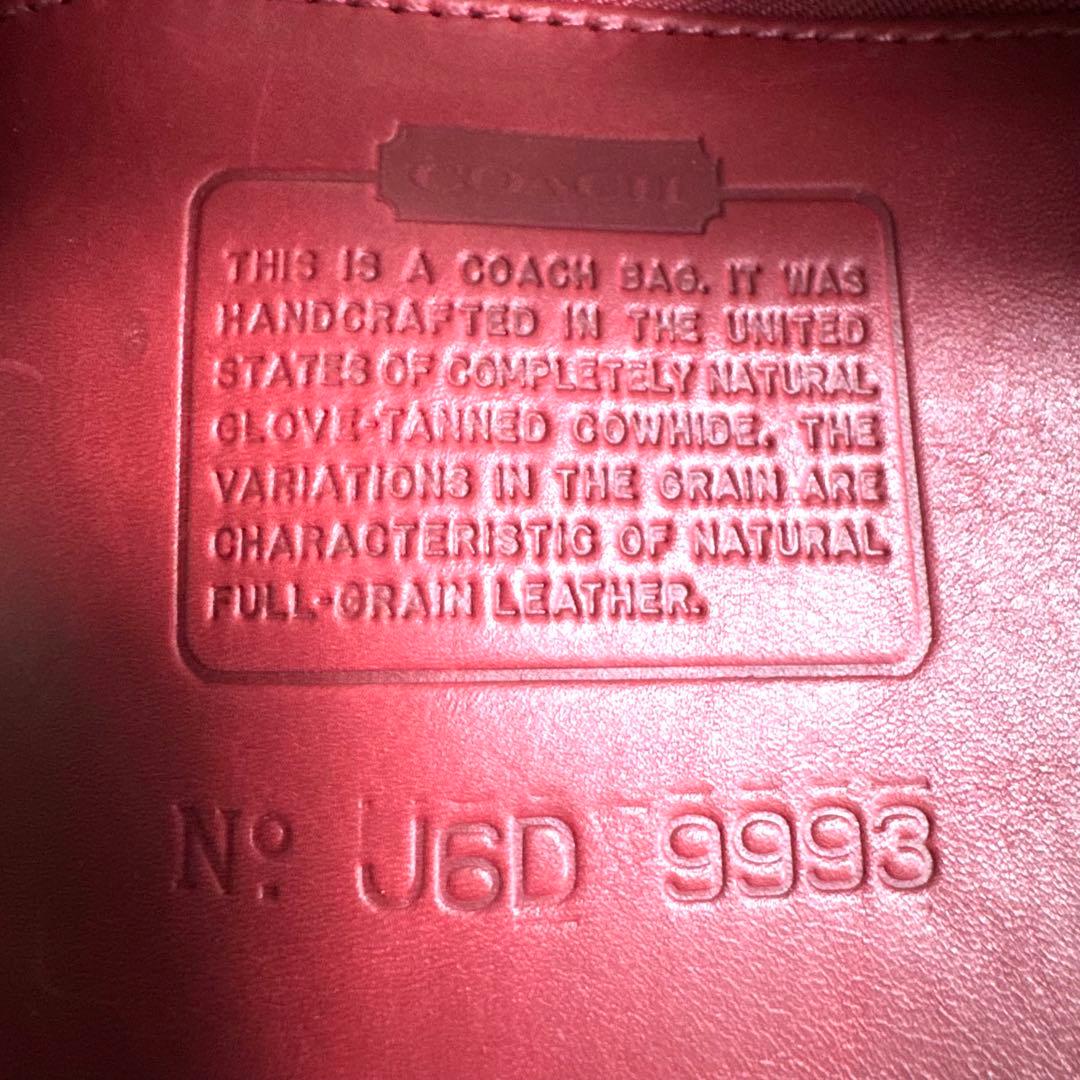 COACH
THIS IS A COACH BAG. IT WAS
HANDCRAFTED IN THE UNITED
STATES OF COMPLETELY NATURAL
GLOVE-TANNED COWHIDE. THE
VARIATIONS IN THE GRAIN ARE
CHARACTERISTIC OF NATURAL
FULL-GRAIN LEATHER.
Nº J6D 9993